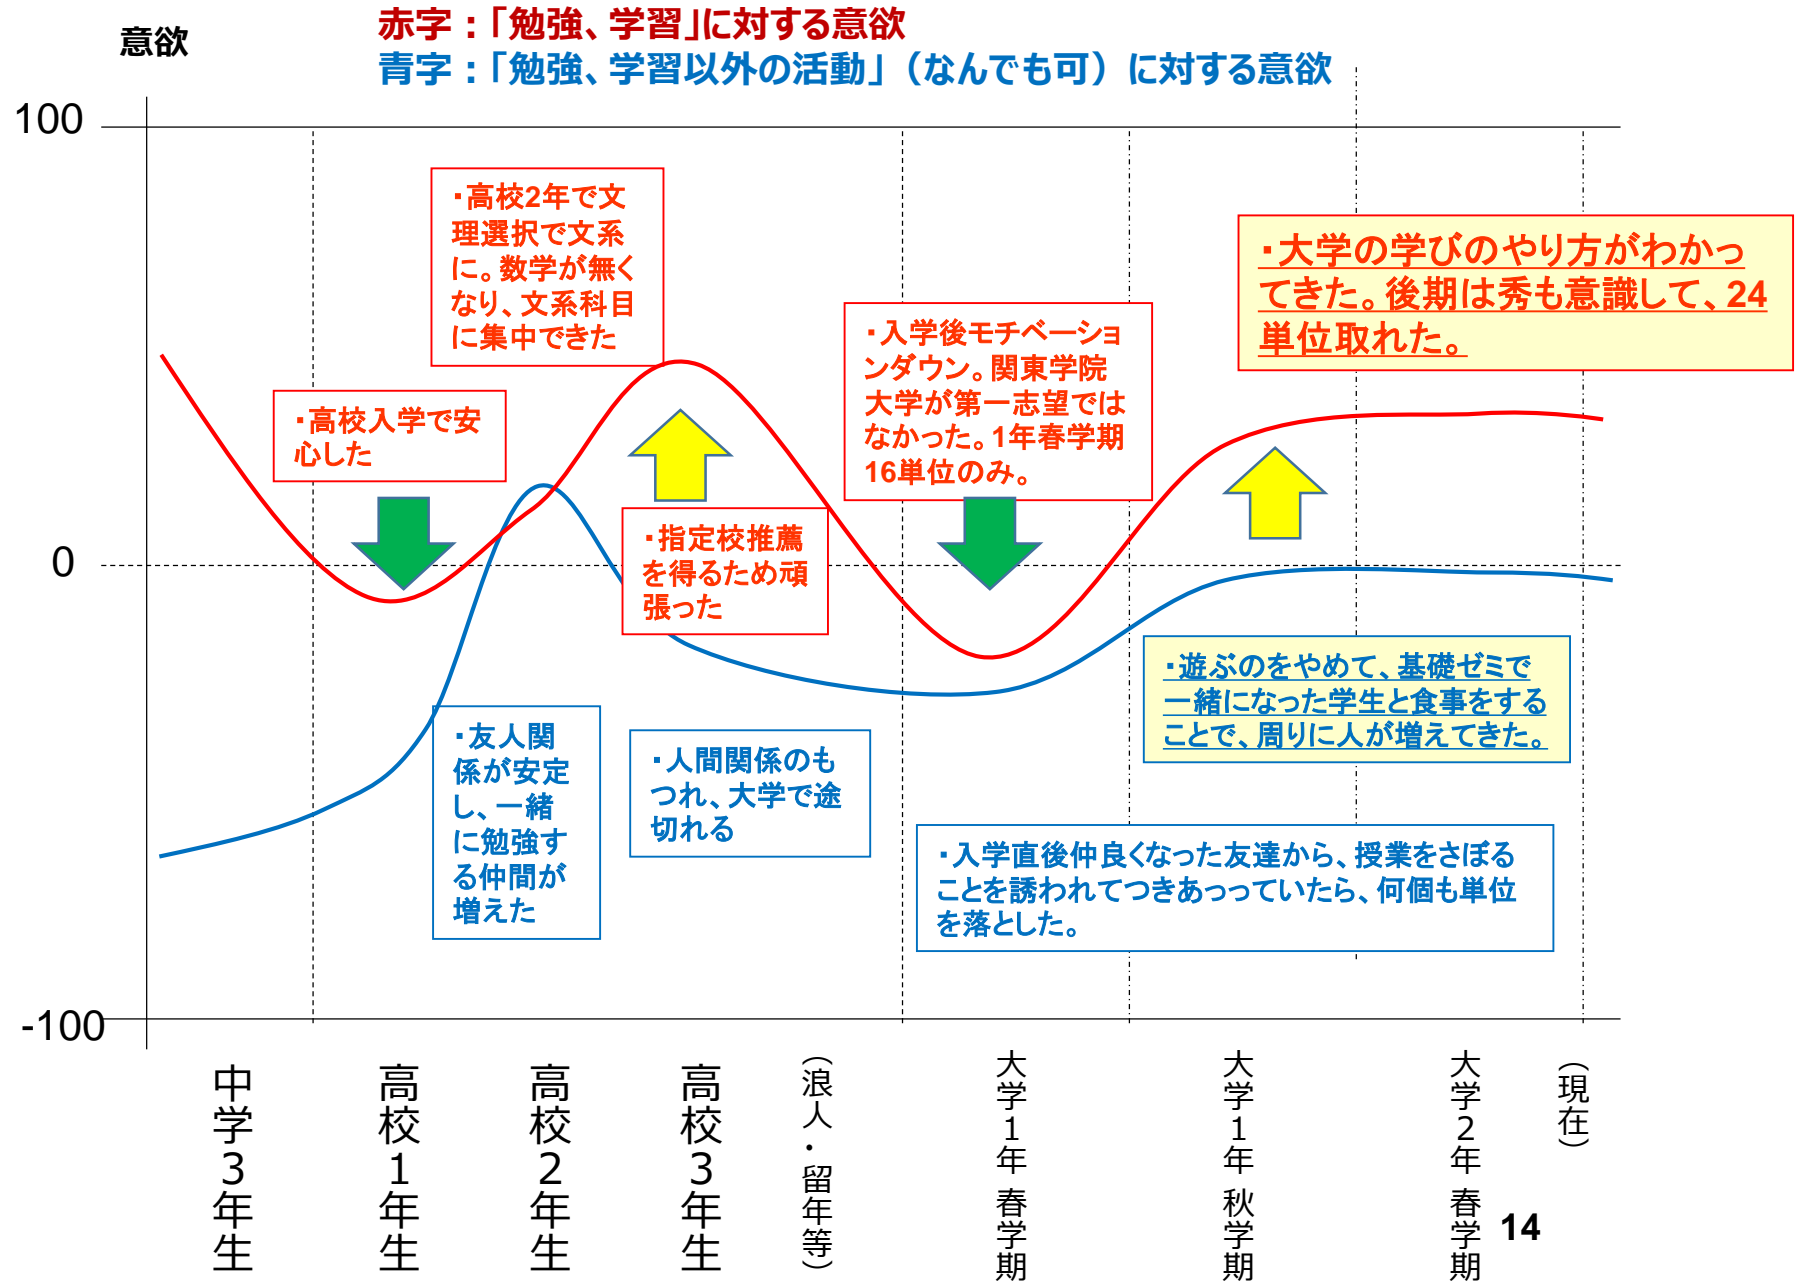 意欲
赤字：「勉強、学習」に対する意欲
青字：「勉強、学習以外の活動」（なんでも可）に対する意欲
100
0
-100
・高校2年で文
理選択で文系
に。数学が無く
なり、文系科目
に集中できた
・高校入学で安
心した
・指定校推薦
を得るため頑
張った
・入学後モチベーショ
ンダウン。関東学院
大学が第一志望では
なかった。1年春学期
16単位のみ。
・大学の学びのやり方がわかっ
てきた。後期は秀も意識して、24
単位取れた。
・友人関
係が安定
し、一緒
に勉強す
る仲間が
増えた
・人間関係のも
つれ、大学で途
切れる
・遊ぶのをやめて、基礎ゼミで
一緒になった学生と食事をする
ことで、周りに人が増えてきた。
・入学直後仲良くなった友達から、授業をさぼる
ことを誘われてつきあっっていたら、何個も単位
を落とした。
中学3年生
高校1年生
高校2年生
高校3年生
（浪人・留年等）
大学1年 春学期
大学1年 秋学期
大学2年 春学期
（現在）
14